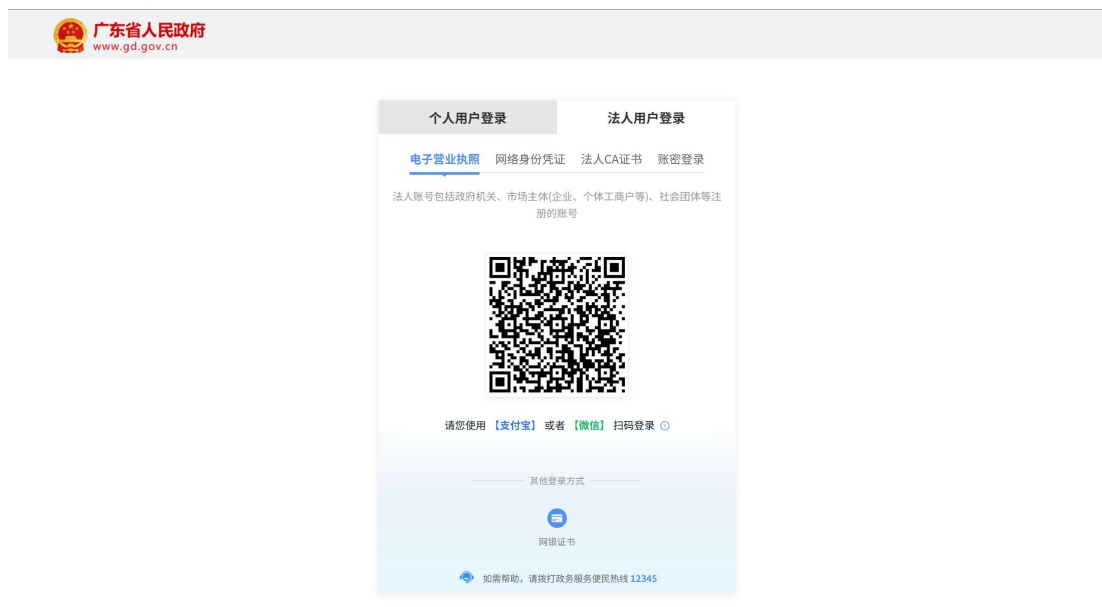 广东省人民政府
www.gd.gov.cn
个人用户登录 法人用户登录
电子营业执照 网络身份凭证 法人CA证书 账密登录
法人账号包括政府机关、市场主体(企业、个体工商户等)、社会团体等注
册的账号
请您使用【支付宝】或者【微信】扫码登录
其他登录方式
网银证书
如需帮助，请拨打政务服务便民热线 12345